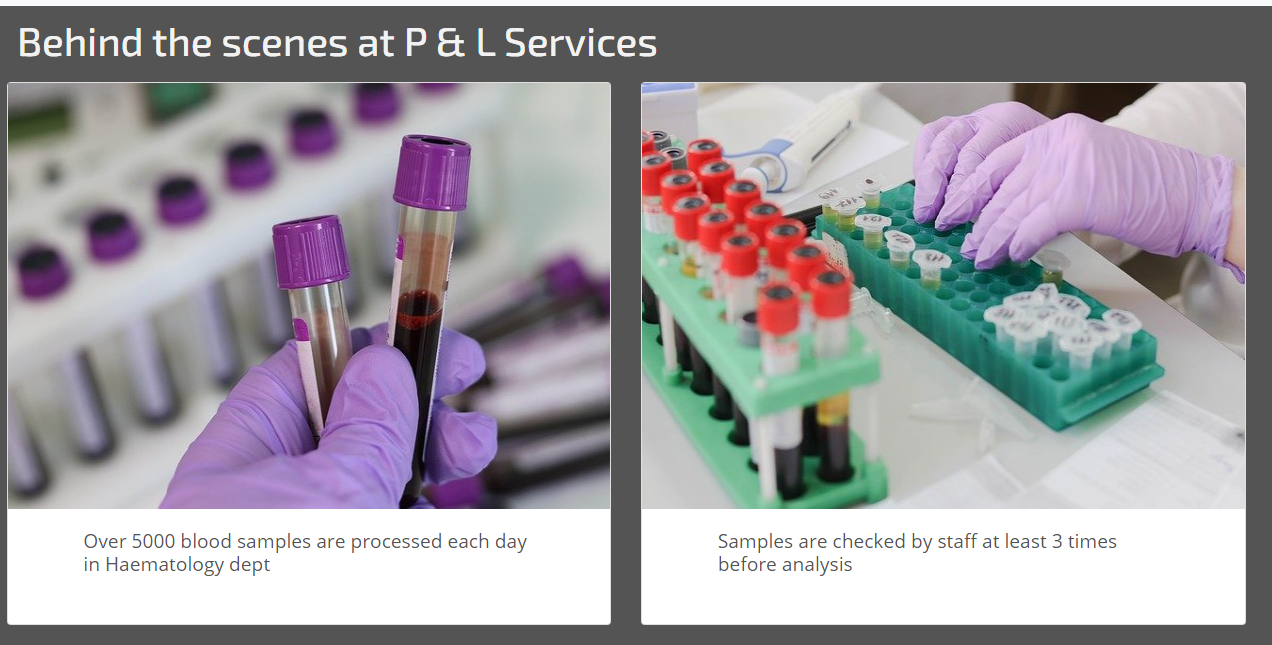 Behind the scenes at P & L Services
Over 5000 blood samples are processed each day
in Haematology dept
Samples are checked by staff at least 3 times
before analysis